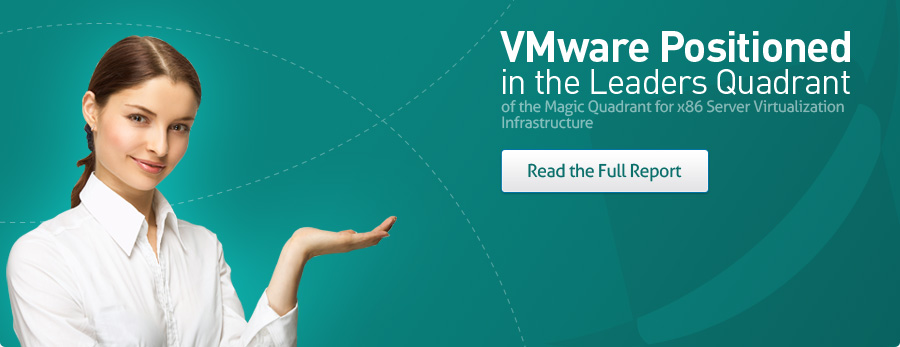 VMware Positioned
in the Leaders Quadrant
of the Magic Quadrant for x86 Server Virtualization
Infrastructure
Read the Full Report